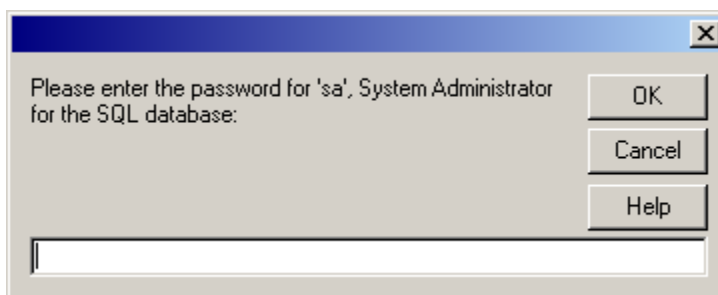 Please enter the password for 'sa', System Administrator
for the SQL database:
OK
Cancel
Help